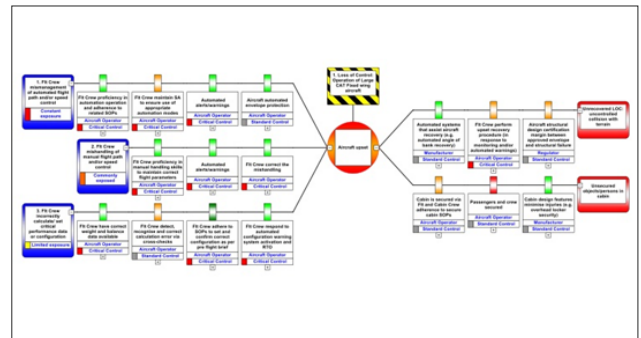 1. Flt Crew
mismanagement
of automated flight
path and/or speed
control
Constant
exposure
Flt Crew proficiency in
automation operation
and adherence to
related SOPs
Aircraft Operator
Critical Control
Flt Crew maintain SA
to ensure use of
appropriate
automation modes
Aircraft Operator
Critical Control
Automated
alerts/warnings
Aircraft Operator
Critical Control
Aircraft automated
envelope protection
Aircraft Operator
Standard Control
2. Flt Crew
mishandling of
manual flight path
and/or speed
control
Commonly
exposed
Flt Crew proficiency in
manual handling skills
to maintain correct
flight parameters
Aircraft Operator
Critical Control
Automated
alerts/warnings
Aircraft Operator
Critical Control
Flt Crew correct the
mishandling
Aircraft Operator
Critical Control
3. Flt Crew
incorrectly
calculate/ set
critical
performance data
or configuration
Limited exposure
Flt Crew have correct
weight and balance
data available
Aircraft Operator
Critical Control
Flt Crew detect,
recognise and correct
calculation error via
cross-checks
Aircraft Operator
Standard Control
Flt Crew adhere to
SOPs to set and
confirm correct
configuration as per
pre flight brief
Aircraft Operator
Critical Control
Flt Crew respond to
automated
configuration warning
system activation and
RTO
Aircraft Operator
Critical Control
1. Loss of Control:
Operation of Large
CAT Fixed wing
aircraft
Aircraft upset
Automated systems
that assist aircraft
recovery (e.g.
automated angle of
bank recovery)
Manufacturer
Standard Control
Flt Crew perform
upset recovery
procedure (in
response to
monitoring and/or
automated warnings)
Aircraft Operator
Critical Control
Aircraft structural
design certification
margin between
approved envelope
and structural failure
Regulator
Standard Control
Unrecovered LOC:
uncontrolled
collision with
terrain
Cabin is secured via
Flt and Cabin Crew
adherence to secure
cabin SOPs
Aircraft Operator
Standard Control
Passengers and crew
secured
Aircraft Operator
Standard Control
Cabin design features
minimise injuries (e.g.
overhead locker
security)
Manufacturer
Standard Control
Unsecured
object/persons in
cabin